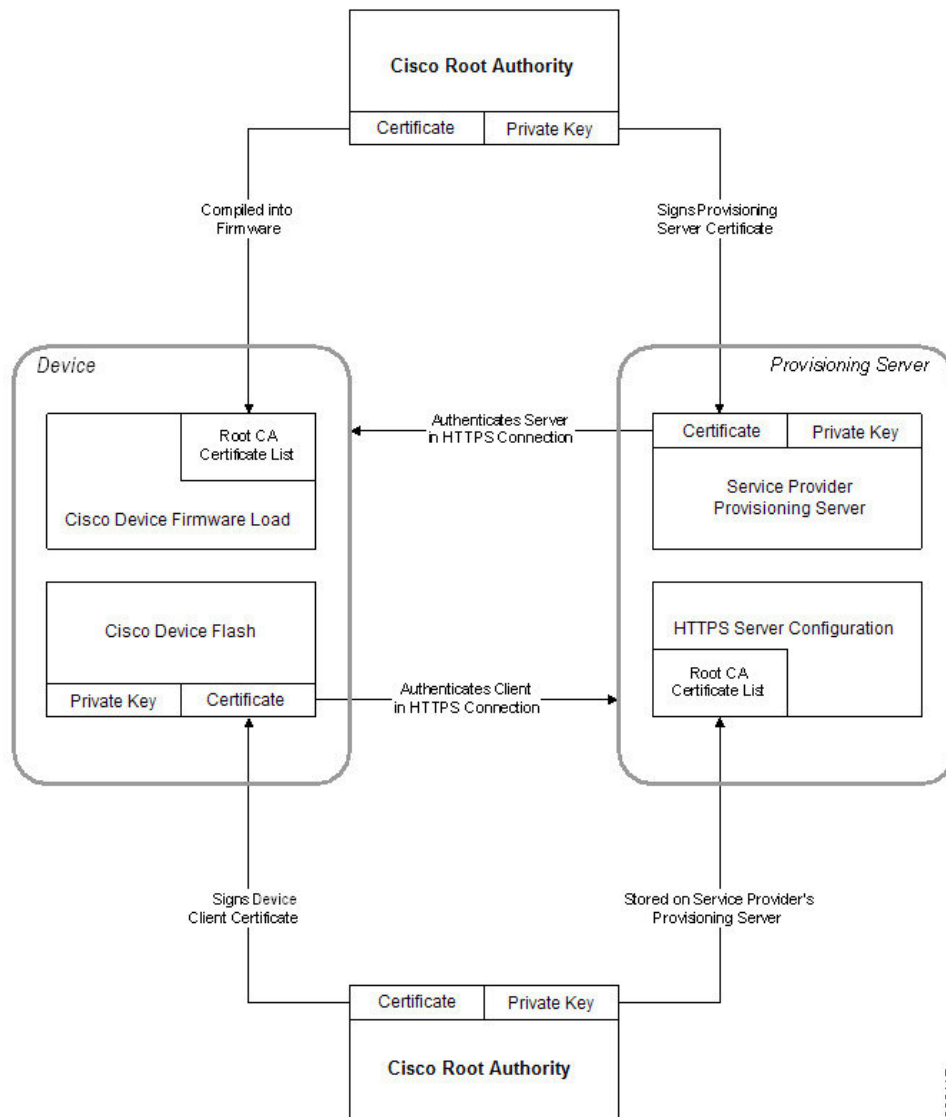 Cisco Root Authority
Certificate
Private Key
Compiled into
Firmware
Signs Provisioning
Server Certificate
Device
Provisioning Server
Root CA
Certificate List
Cisco Device Firmware Load
Authenticates Server
in HTTPS Connection
Certificate
Private Key
Service Provider
Provisioning Server
Cisco Device Flash
Private Key
Certificate
Authenticates Client
in HTTPS Connection
HTTPS Server Configuration
Root CA
Certificate List
Signs Device
Client Certificate
Stored on Service Provider's
Provisioning Server
Certificate
Private Key
Cisco Root Authority